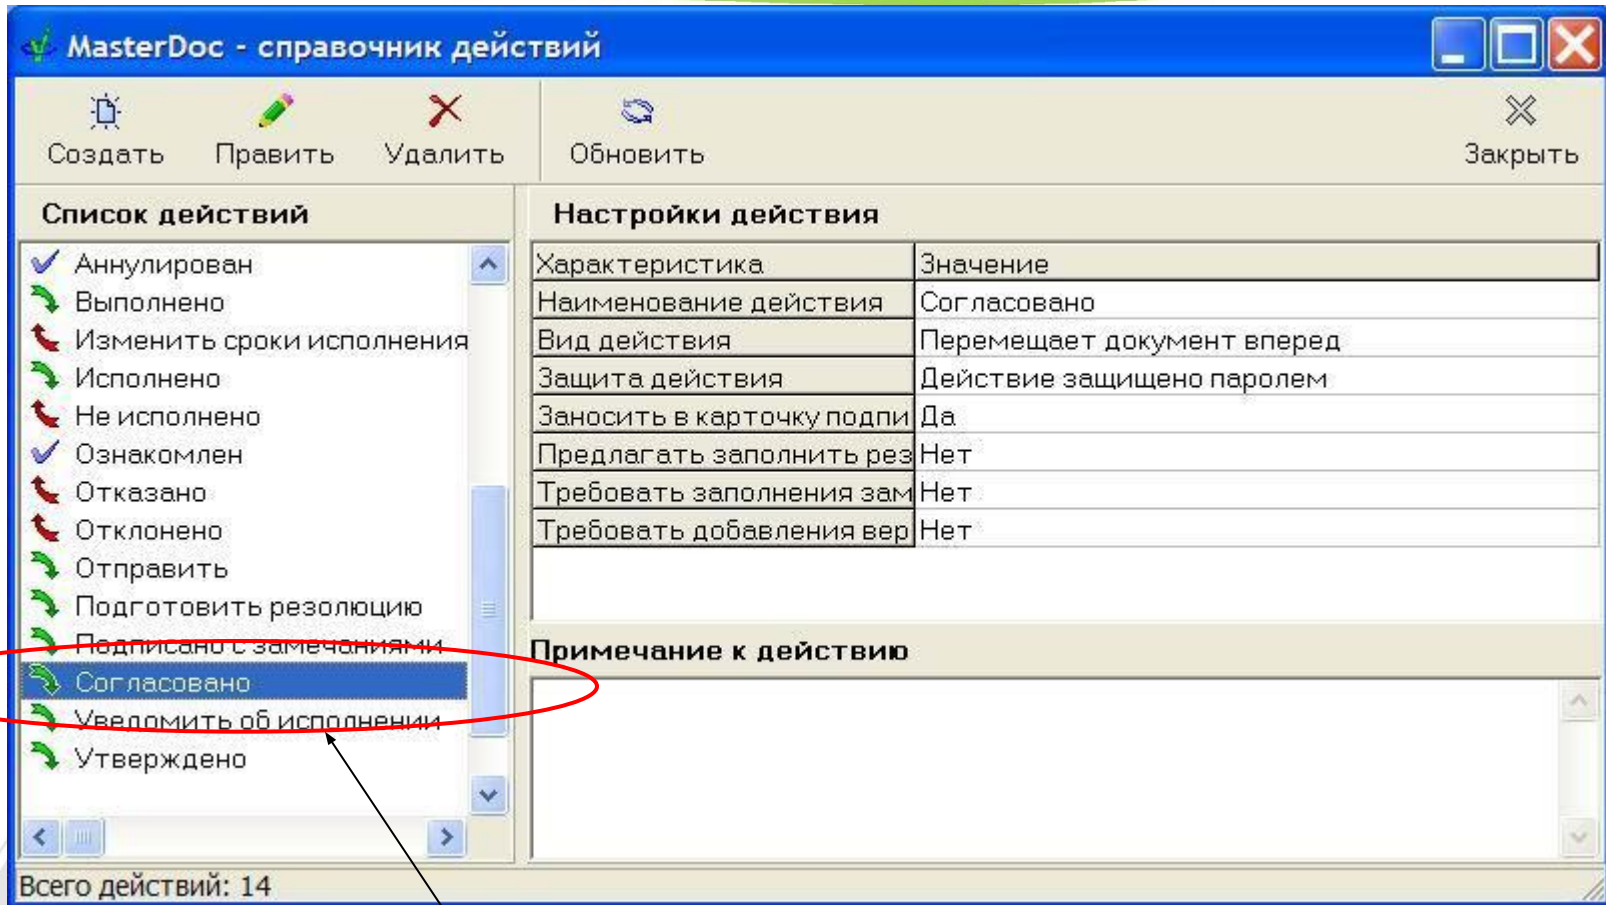 MasterDoc - справочник действий
Создать Править Удалить Обновить Закрыть
Список действий
Аннулирован
Выполнено
Изменить сроки исполнения
Исполнено
Не исполнено
Ознакомлен
Отказано
Отклонено
Отправить
Подготовить резолюцию
Подписано с замечаниями
Согласовано
Уведомить об исполнении
Утверждено
Настройки действия
Характеристика Значение
Наименование действия Согласовано
Вид действия Перемещает документ вперед
Защита действия Действие защищено паролем
Заносить в карточку подпи Да
Предлагать заполнить рез Нет
Требовать заполнения зам Нет
Требовать добавления вер Нет
Примечание к действию
Всего действий: 14